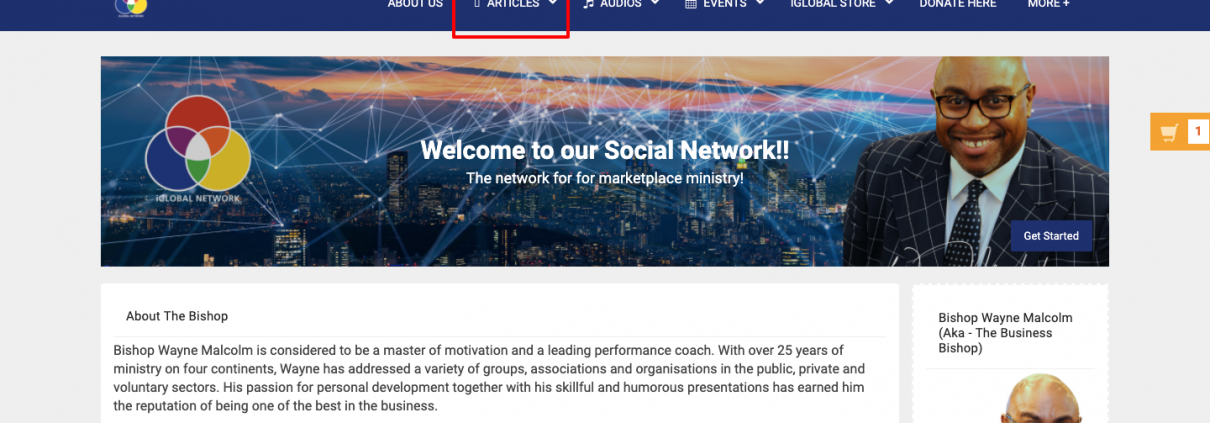 ABOUT US ARTICLES AUDIOS EVENTS IGLOBAL STORE DONATE HERE MORE +
iGLOBAL NETWORK
Welcome to our Social Network!!
The network for for marketplace ministry!
1
Get Started
About The Bishop
Bishop Wayne Malcolm is considered to be a master of motivation and a leading performance coach. With over 25 years of
ministry on four continents, Wayne has addressed a variety of groups, associations and organisations in the public, private and
voluntary sectors. His passion for personal development together with his skillful and humorous presentations has earned him
the reputation of being one of the best in the business.
Bishop Wayne Malcolm
(Aka - The Business
Bishop)